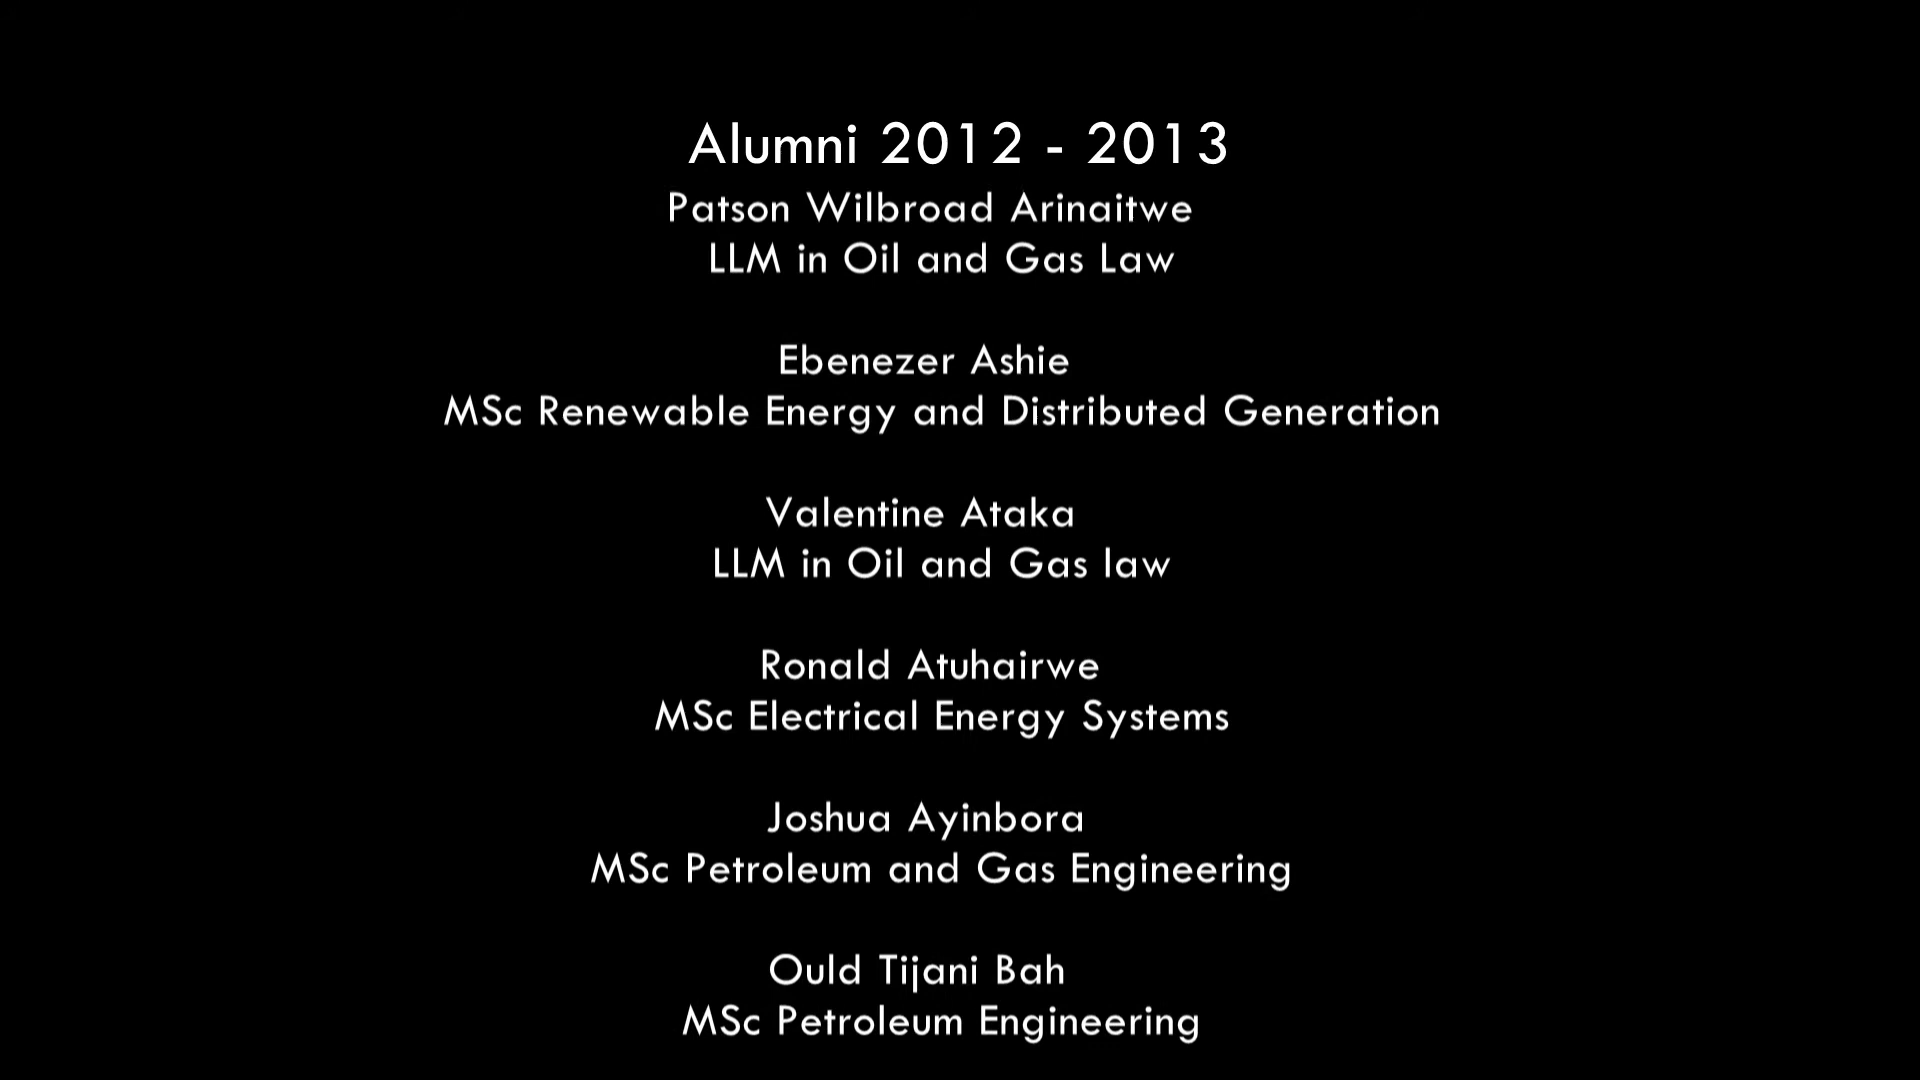 Alumni 2012 - 2013
Patson Wilbroad Arinaitwe
LLM in Oil and Gas Law
Ebenezer Ashie
MSc Renewable Energy and Distributed Generation
Valentine Ataka
LLM in Oil and Gas law
Ronald Atuhairwe
MSc Electrical Energy Systems
Joshua Ayinbora
MSc Petroleum and Gas Engineering
Ould Tijani Bah
MSc Petroleum Engineering